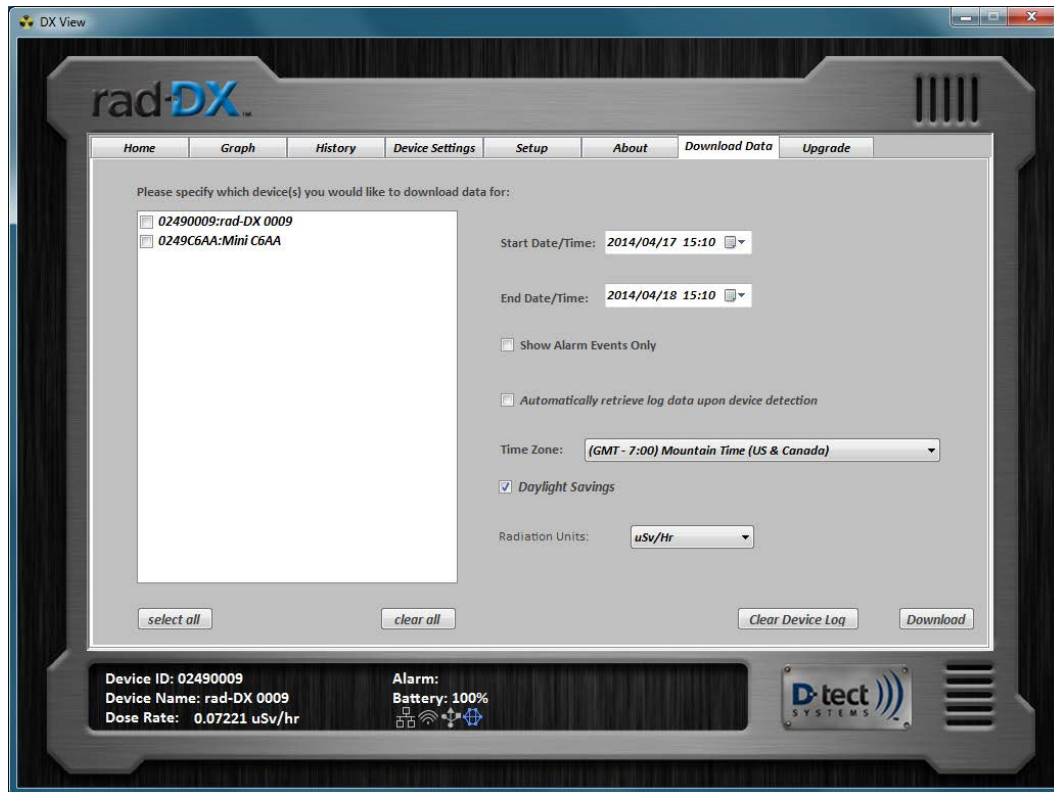 DX View
rad-DX™
Home Graph History Device Settings Setup About Download Data Upgrade
Please specify which device(s) you would like to download data for:
02490009:rad-DX 0009
0249C6AA:Mini C6AA
Start Date/Time: 2014/04/17 15:10
End Date/Time: 2014/04/18 15:10
Show Alarm Events Only
Automatically retrieve log data upon device detection
Time Zone: (GMT - 7:00) Mountain Time (US & Canada)
Daylight Savings
Radiation Units: uSv/Hr
select all clear all Clear Device Log Download
Device ID: 02490009
Device Name: rad-DX 0009
Dose Rate: 0.07221 uSv/hr
Alarm:
Battery: 100%
D-tect
SYSTEMS